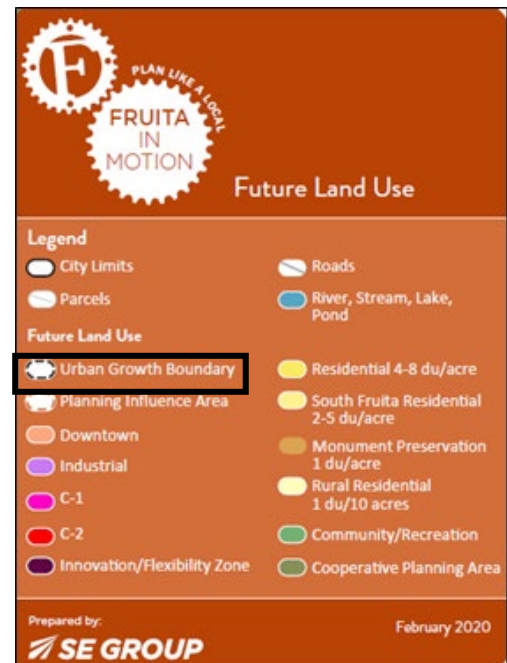 F
PLAN LIKE A LOCAL
FRUITA
IN
MOTION
Future Land Use
Legend
City Limits
Parcels
Roads
River, Stream, Lake,
Pond
Future Land Use
Urban Growth Boundary
Planning Influence Area
Downtown
Industrial
C-1
C-2
Innovation/Flexibility Zone
Residential 4-8 du/acre
South Fruita Residential
2-5 du/acre
Monument Preservation
1 du/acre
Rural Residential
1 du/10 acres
Community/Recreation
Cooperative Planning Area
Prepared by:
SE GROUP
February 2020